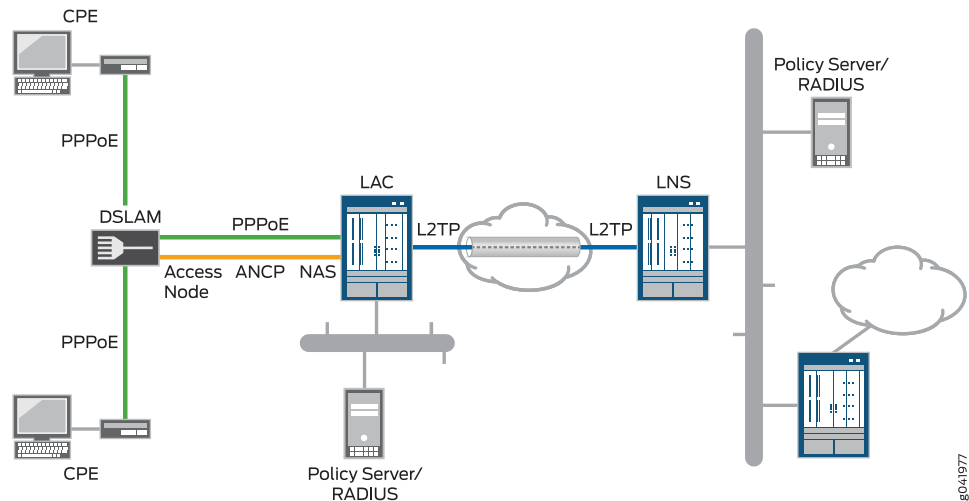 CPE
PPPoE
DSLAM
PPPoE
Access
Node
ANCP
NAS
PPPoE
CPE
LAC
L2TP
L2TP
LNS
Policy Server/
RADIUS
Policy Server/
RADIUS
g041977